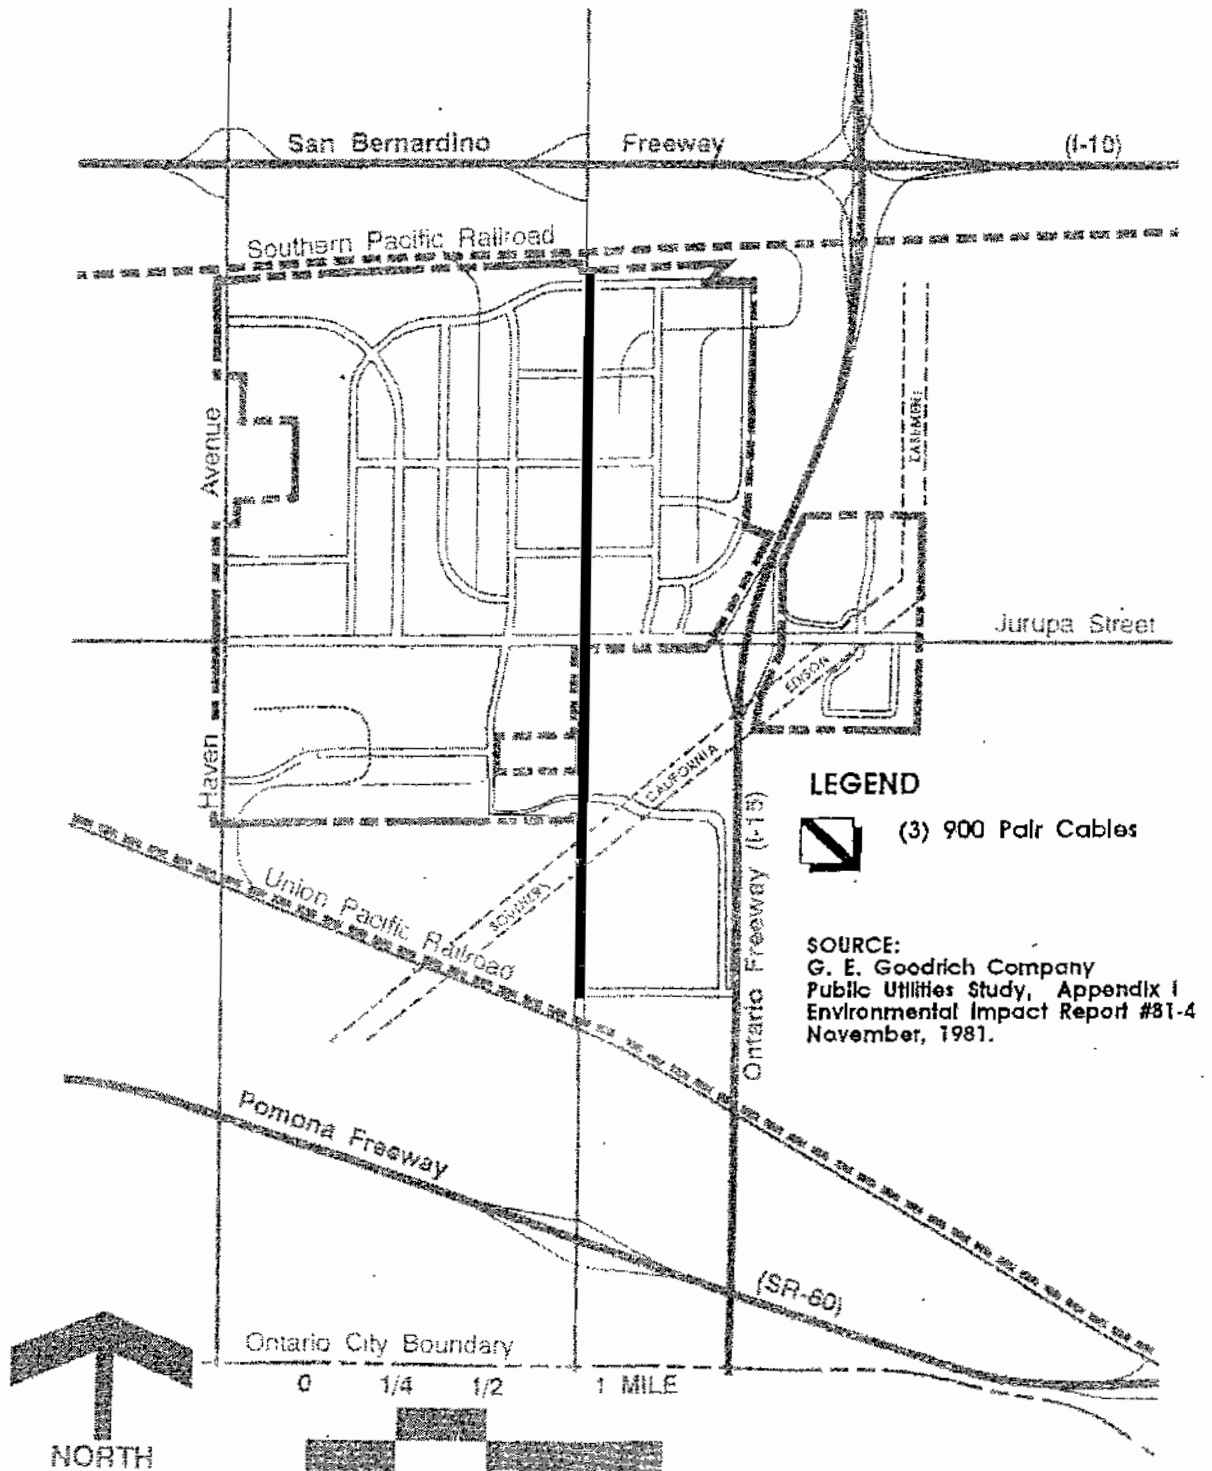 San Bernardino Freeway (I-10)
Southern Pacific Railroad
Haven Avenue
EASEMENT
Jurupa Street
SOUTHERN CALIFORNIA EDISON
Ontario Freeway (I-15)
LEGEND
(3) 900 Pair Cables
Union Pacific Railroad
SOURCE:
G. E. Goodrich Company
Public Utilities Study, Appendix I
Environmental Impact Report #81-4
November, 1981.
Pomona Freeway (SR-60)
Ontario City Boundary
0 1/4 1/2 1 MILE
NORTH